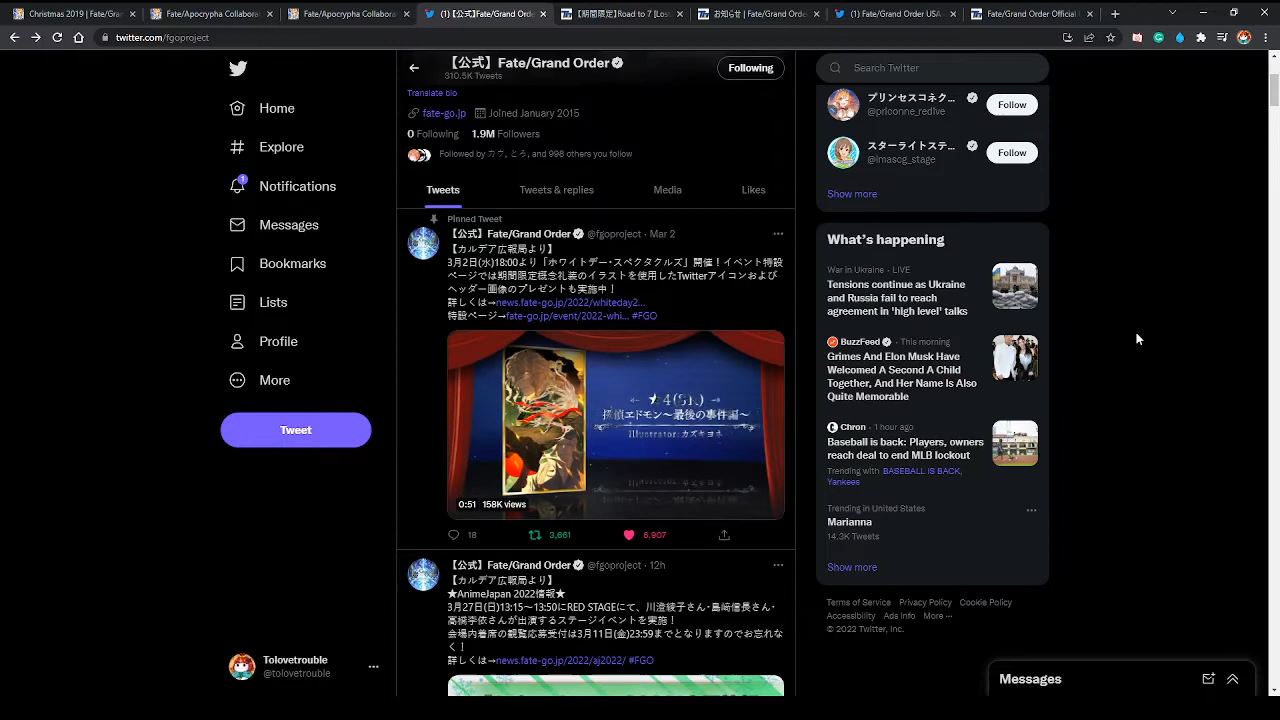 Christmas 2019 | Fate/Gran
Fate/Apocrypha Collabora
Fate/Apocrypha Collabora
(1)【公式】Fate/Grand Orde
【期間限定】Road to 7 [Lost
お知らせ | Fate/Grand Order
(1) Fate/Grand Order USA
Fate/Grand Order Official
twitter.com/fgoproject
Home
Explore
1
Notifications
Messages
Bookmarks
Lists
Profile
More
Tweet
Tolovetrouble
@tolovetrouble
【公式】Fate/Grand Order
310.5K Tweets
Following
Translate bio
fate-go.jp
Joined January 2015
0 Following 1.9M Followers
Followed by カウ, とろ, and 998 others you follow
Tweets
Tweets & replies
Media
Likes
Pinned Tweet
【公式】Fate/Grand Order @fgoproject · Mar 2
【カルデア広報局より】
3月2日(水)18:00より「ホワイトデー・スペクタクルズ」開催！イベント特設
ページでは期間限定概念礼装のイラストを使用したTwitterアイコンおよび
ヘッダー画像のプレゼントも実施中！
詳しくは→news.fate-go.jp/2022/whiteday2...
特設ページ→fate-go.jp/event/2022-whi... #FGO
★4(SR)
探偵エドモン～最後の事件編～
Illustrator:カズキヨネ
0:51 158K views
18
3,661
6,907
【公式】Fate/Grand Order @fgoproject · 12h
【カルデア広報局より】
★AnimeJapan 2022情報★
3月27日(日)13:15～13:50にRED STAGEにて、川澄綾子さん・島﨑信長さん・
高橋李依さんが出演するステージイベントを実施！
会場内着席の観覧応募受付は3月11日(金)23:59までとなりますのでお忘れな
く！
詳しくは→news.fate-go.jp/2022/aj2022/ #FGO
Search Twitter
プリンセスコネク...
@priconne_redive
Follow
スターライトステ...
@imascg_stage
Follow
Show more
What's happening
War in Ukraine · LIVE
Tensions continue as Ukraine
and Russia fail to reach
agreement in 'high level' talks
BuzzFeed · This morning
Grimes And Elon Musk Have
Welcomed A Second A Child
Together, And Her Name Is Also
Quite Memorable
Chron · 1 hour ago
Baseball is back: Players, owners
reach deal to end MLB lockout
Trending with BASEBALL IS BACK,
Yankees
Trending in United States
Marianna
14.3K Tweets
Show more
Terms of Service Privacy Policy Cookie Policy
Accessibility Ads info More ...
© 2022 Twitter, Inc.
Messages